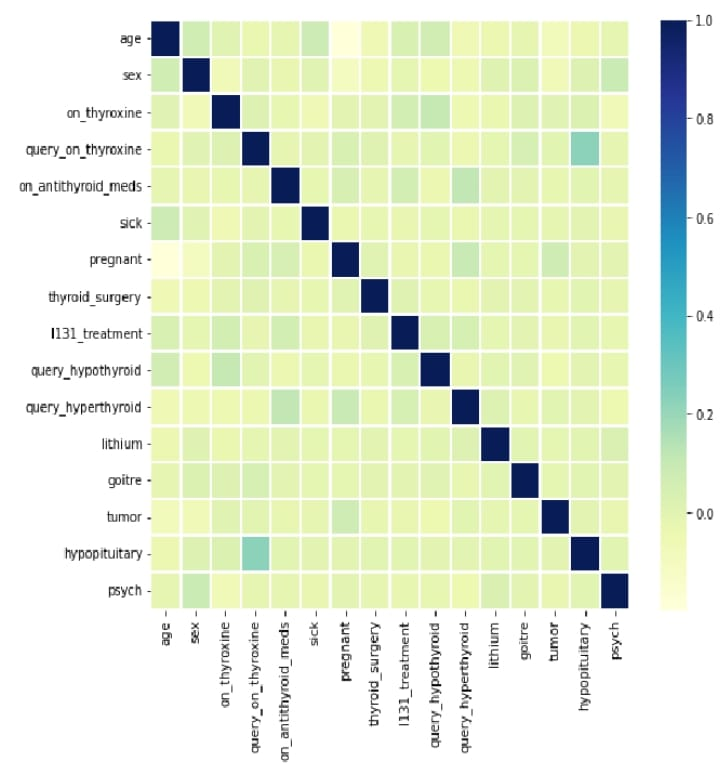 age
sex
on_thyroxine
query_on_thyroxine
on_antithyroid_meds
sick
pregnant
thyroid_surgery
I131_treatment
query_hypothyroid
query_hyperthyroid
lithium
goitre
tumor
hypopituitary
psych
age
sex
on_thyroxine
query_on_thyroxine
on_antithyroid_meds
sick
pregnant
thyroid_surgery
I131_treatment
query_hypothyroid
query_hyperthyroid
lithium
goitre
tumor
hypopituitary
psych
1.0
0.8
0.6
0.4
0.2
0.0